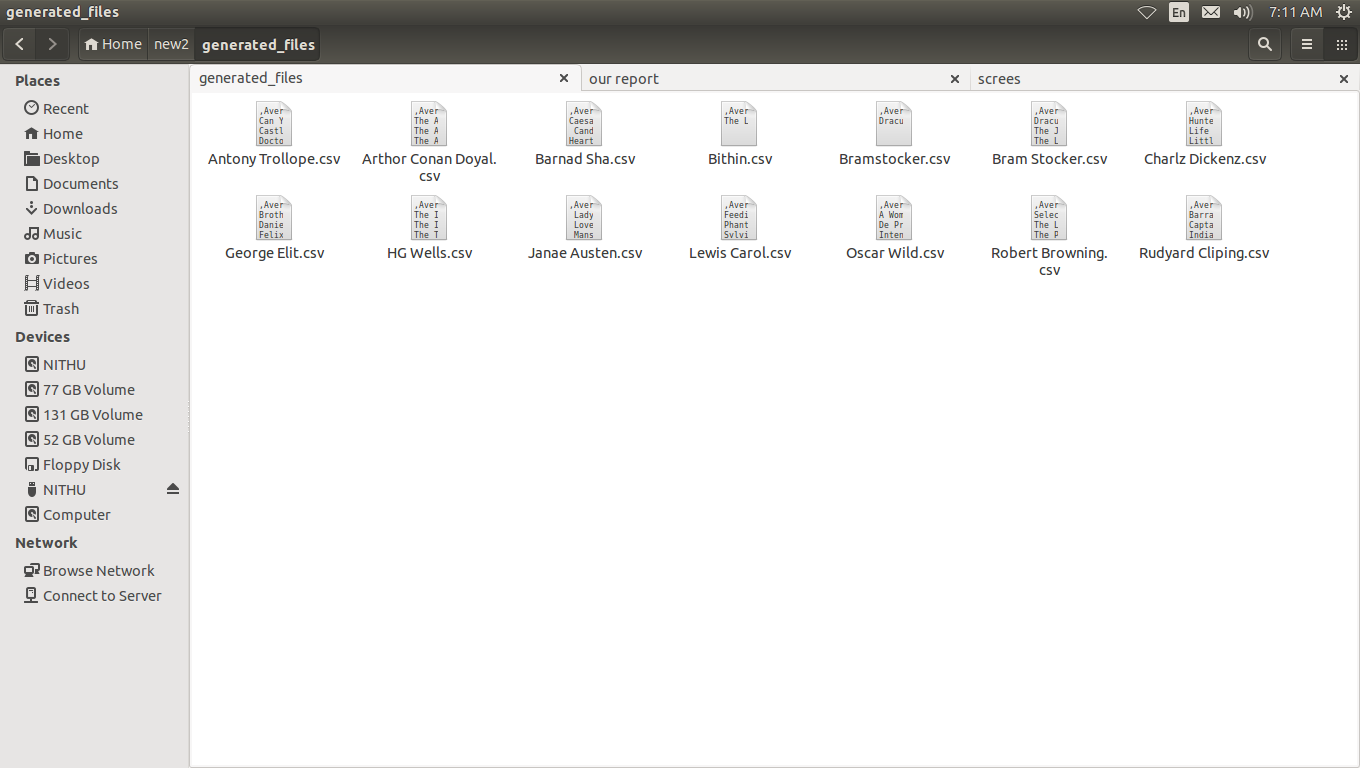 generated_files
En
7:11 AM
Home
new2
generated_files
Places
Recent
Home
Desktop
Documents
Downloads
Music
Pictures
Videos
Trash
Devices
NITHU
77 GB Volume
131 GB Volume
52 GB Volume
Floppy Disk
NITHU
Computer
Network
Browse Network
Connect to Server
generated_files
our report
screes
,Aver
Can Y
Castl
Docto
Antony Trollope.csv
,Aver
The A
The A
The A
Arthor Conan Doyal.
csv
,Aver
Caesa
Cand
Heart
Barnad Sha.csv
,Aver
The L
Bithin.csv
,Aver
Dracu
Bramstocker.csv
,Aver
Dracu
The J
The L
Bram Stocker.csv
,Aver
Hunte
Life
Littl
Charlz Dickenz.csv
,Aver
Broth
Danie
Felix
George Elit.csv
,Aver
The I
The I
The T
HG Wells.csv
,Aver
Lady
Love
Mans
Janae Austen.csv
,Aver
Feedi
Phant
Sylvi
Lewis Carol.csv
,Aver
A Wom
De Pr
Inten
Oscar Wild.csv
,Aver
Selec
The L
The P
Robert Browning.
csv
,Aver
Barra
Capta
India
Rudyard Cliping.csv